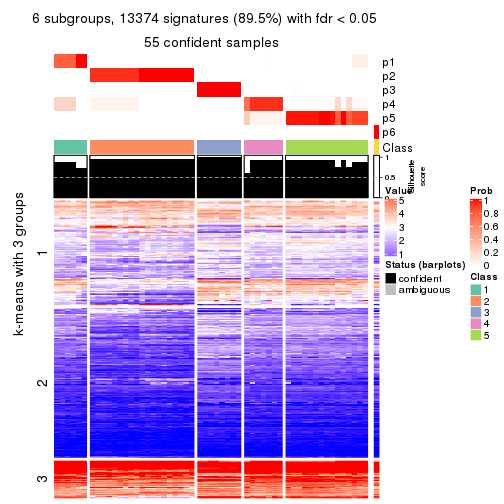 6 subgroups, 13374 signatures (89.5%) with fdr < 0.05
55 confident samples
p1
p2
p3
p4
p5
p6
Class
1
0.5
0
Silhouette
score
k-means with 3 groups
1
2
3
Value
5
4
3
2
1
Status (barplots)
confident
ambiguous
Prob
1
0.8
0.6
0.4
0.2
0
Class
1
2
3
4
5